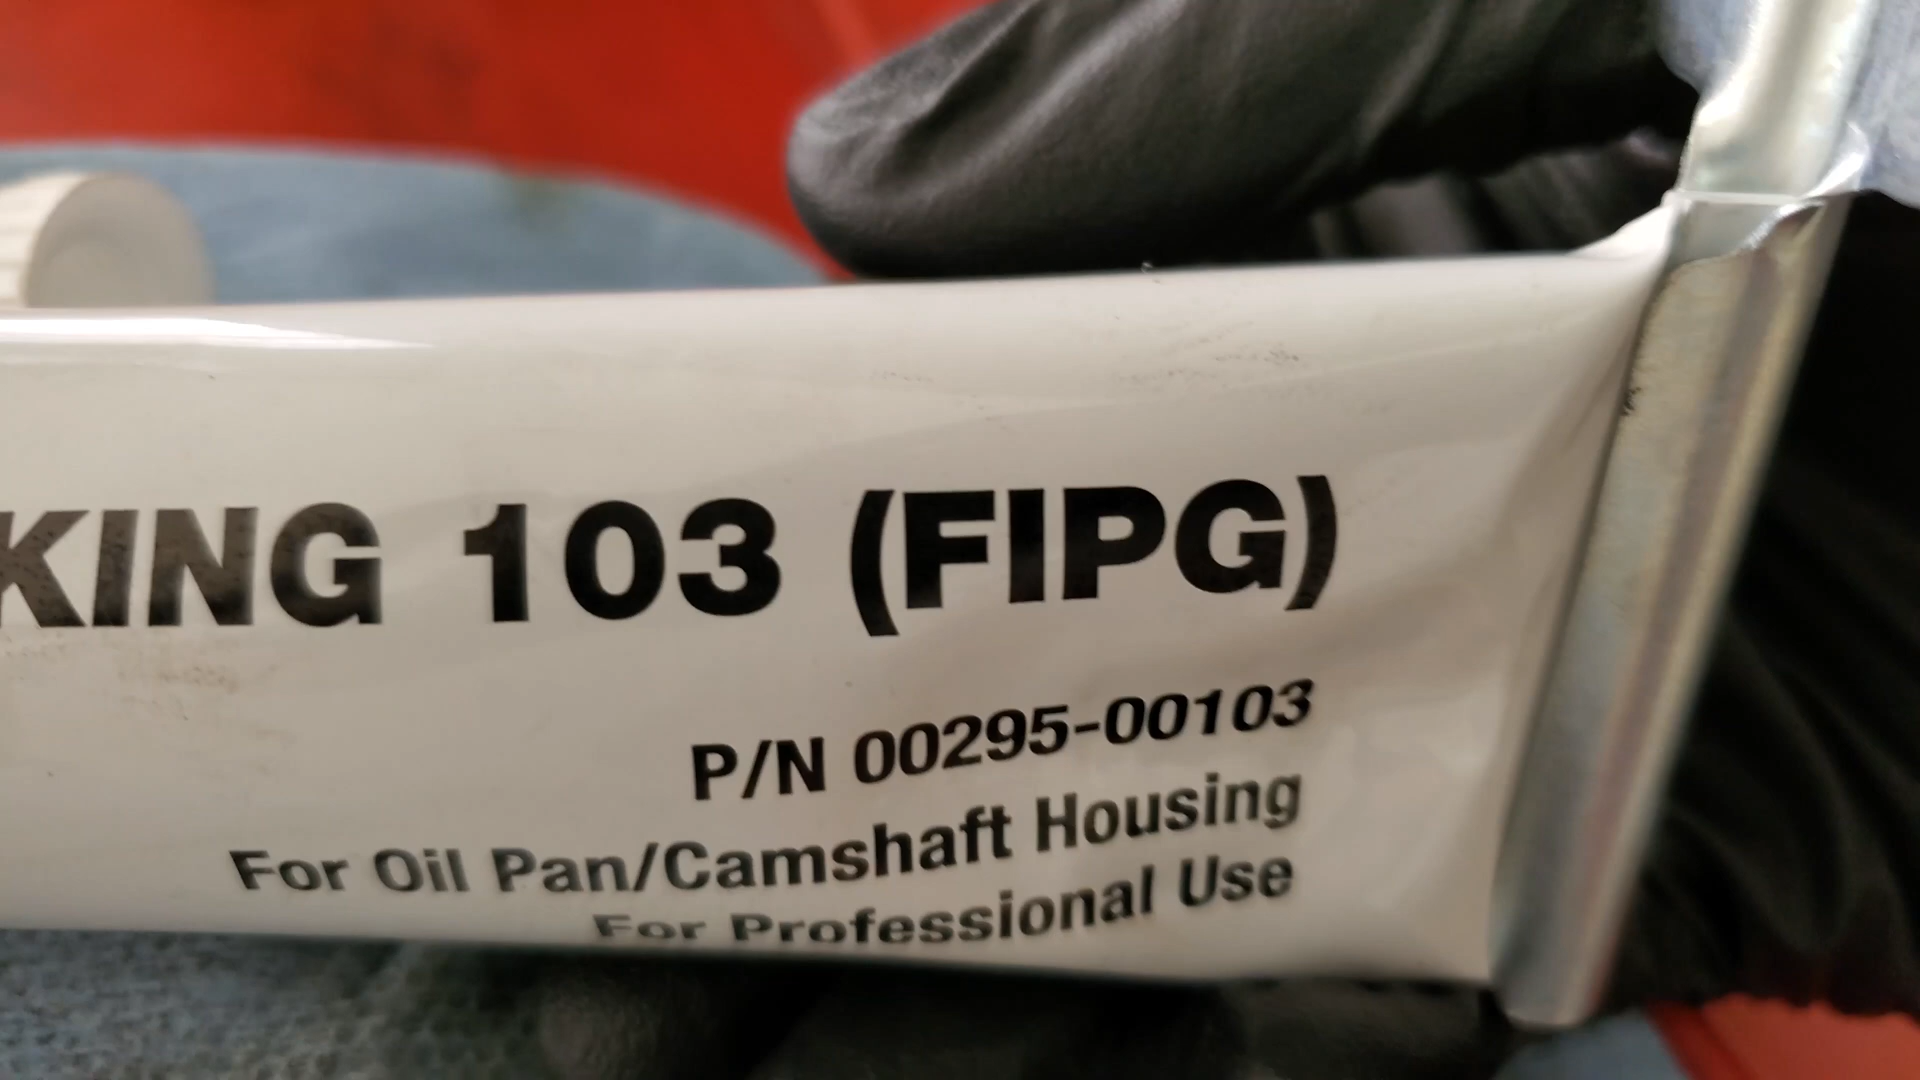 KING 103 (FIPG)
P/N 00295-00103
For Oil Pan/Camshaft Housing
For Professional Use